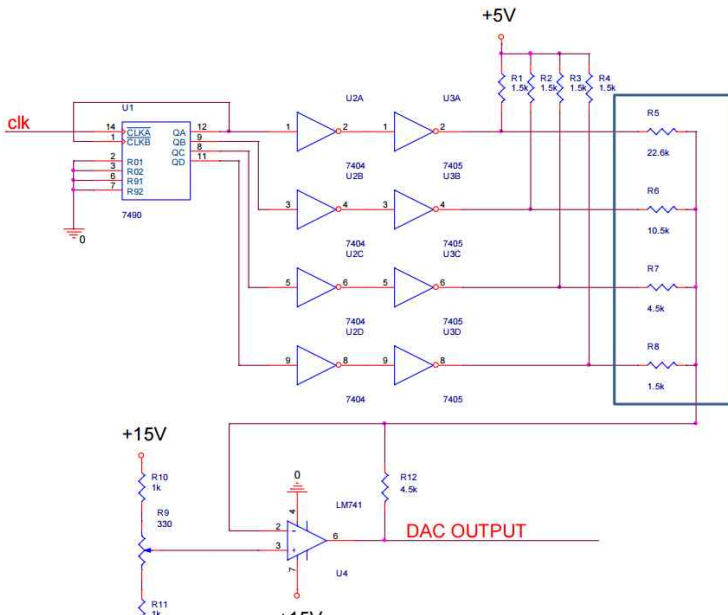 +5V
U1
clk
14
1
CLKA
CLKB
2
3
6
7
R01
R02
R91
R92
QA
QB
QC
QD
12
9
8
11
7490
0
U2A
1
2
7404
U2B
3
4
7404
U2C
5
6
7404
U2D
9
8
7404
U3A
1
2
7405
U3B
3
4
7405
U3C
5
6
7405
U3D
9
8
7405
R1
1.5k
R2
1.5k
R3
1.5k
R4
1.5k
R5
22.6k
R6
10.5k
R7
4.5k
R8
1.5k
+15V
R10
1k
R9
330
R11
1k
0
LM741
2
3
4
7
6
-
+
U4
R12
4.5k
DAC OUTPUT
+15V